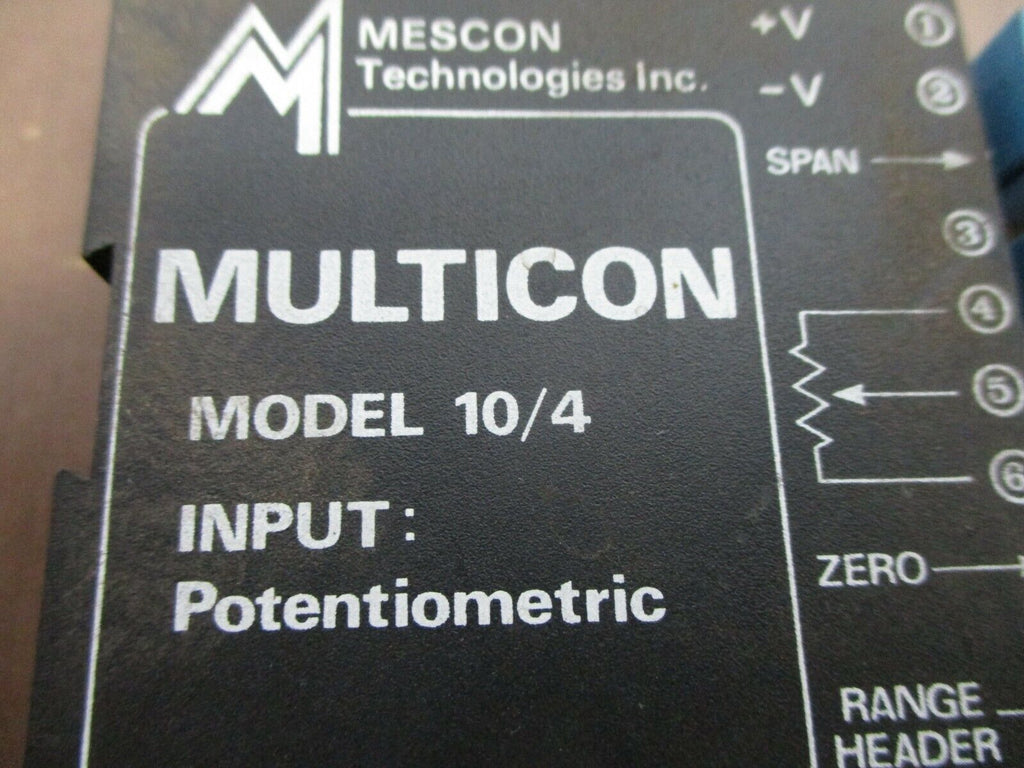 MESCON
Technologies Inc.
MULTICON
MODEL 10/4
INPUT:
Potentiometric
+V 1
-V 2
SPAN
3
4
5
6
ZERO
RANGE
HEADER